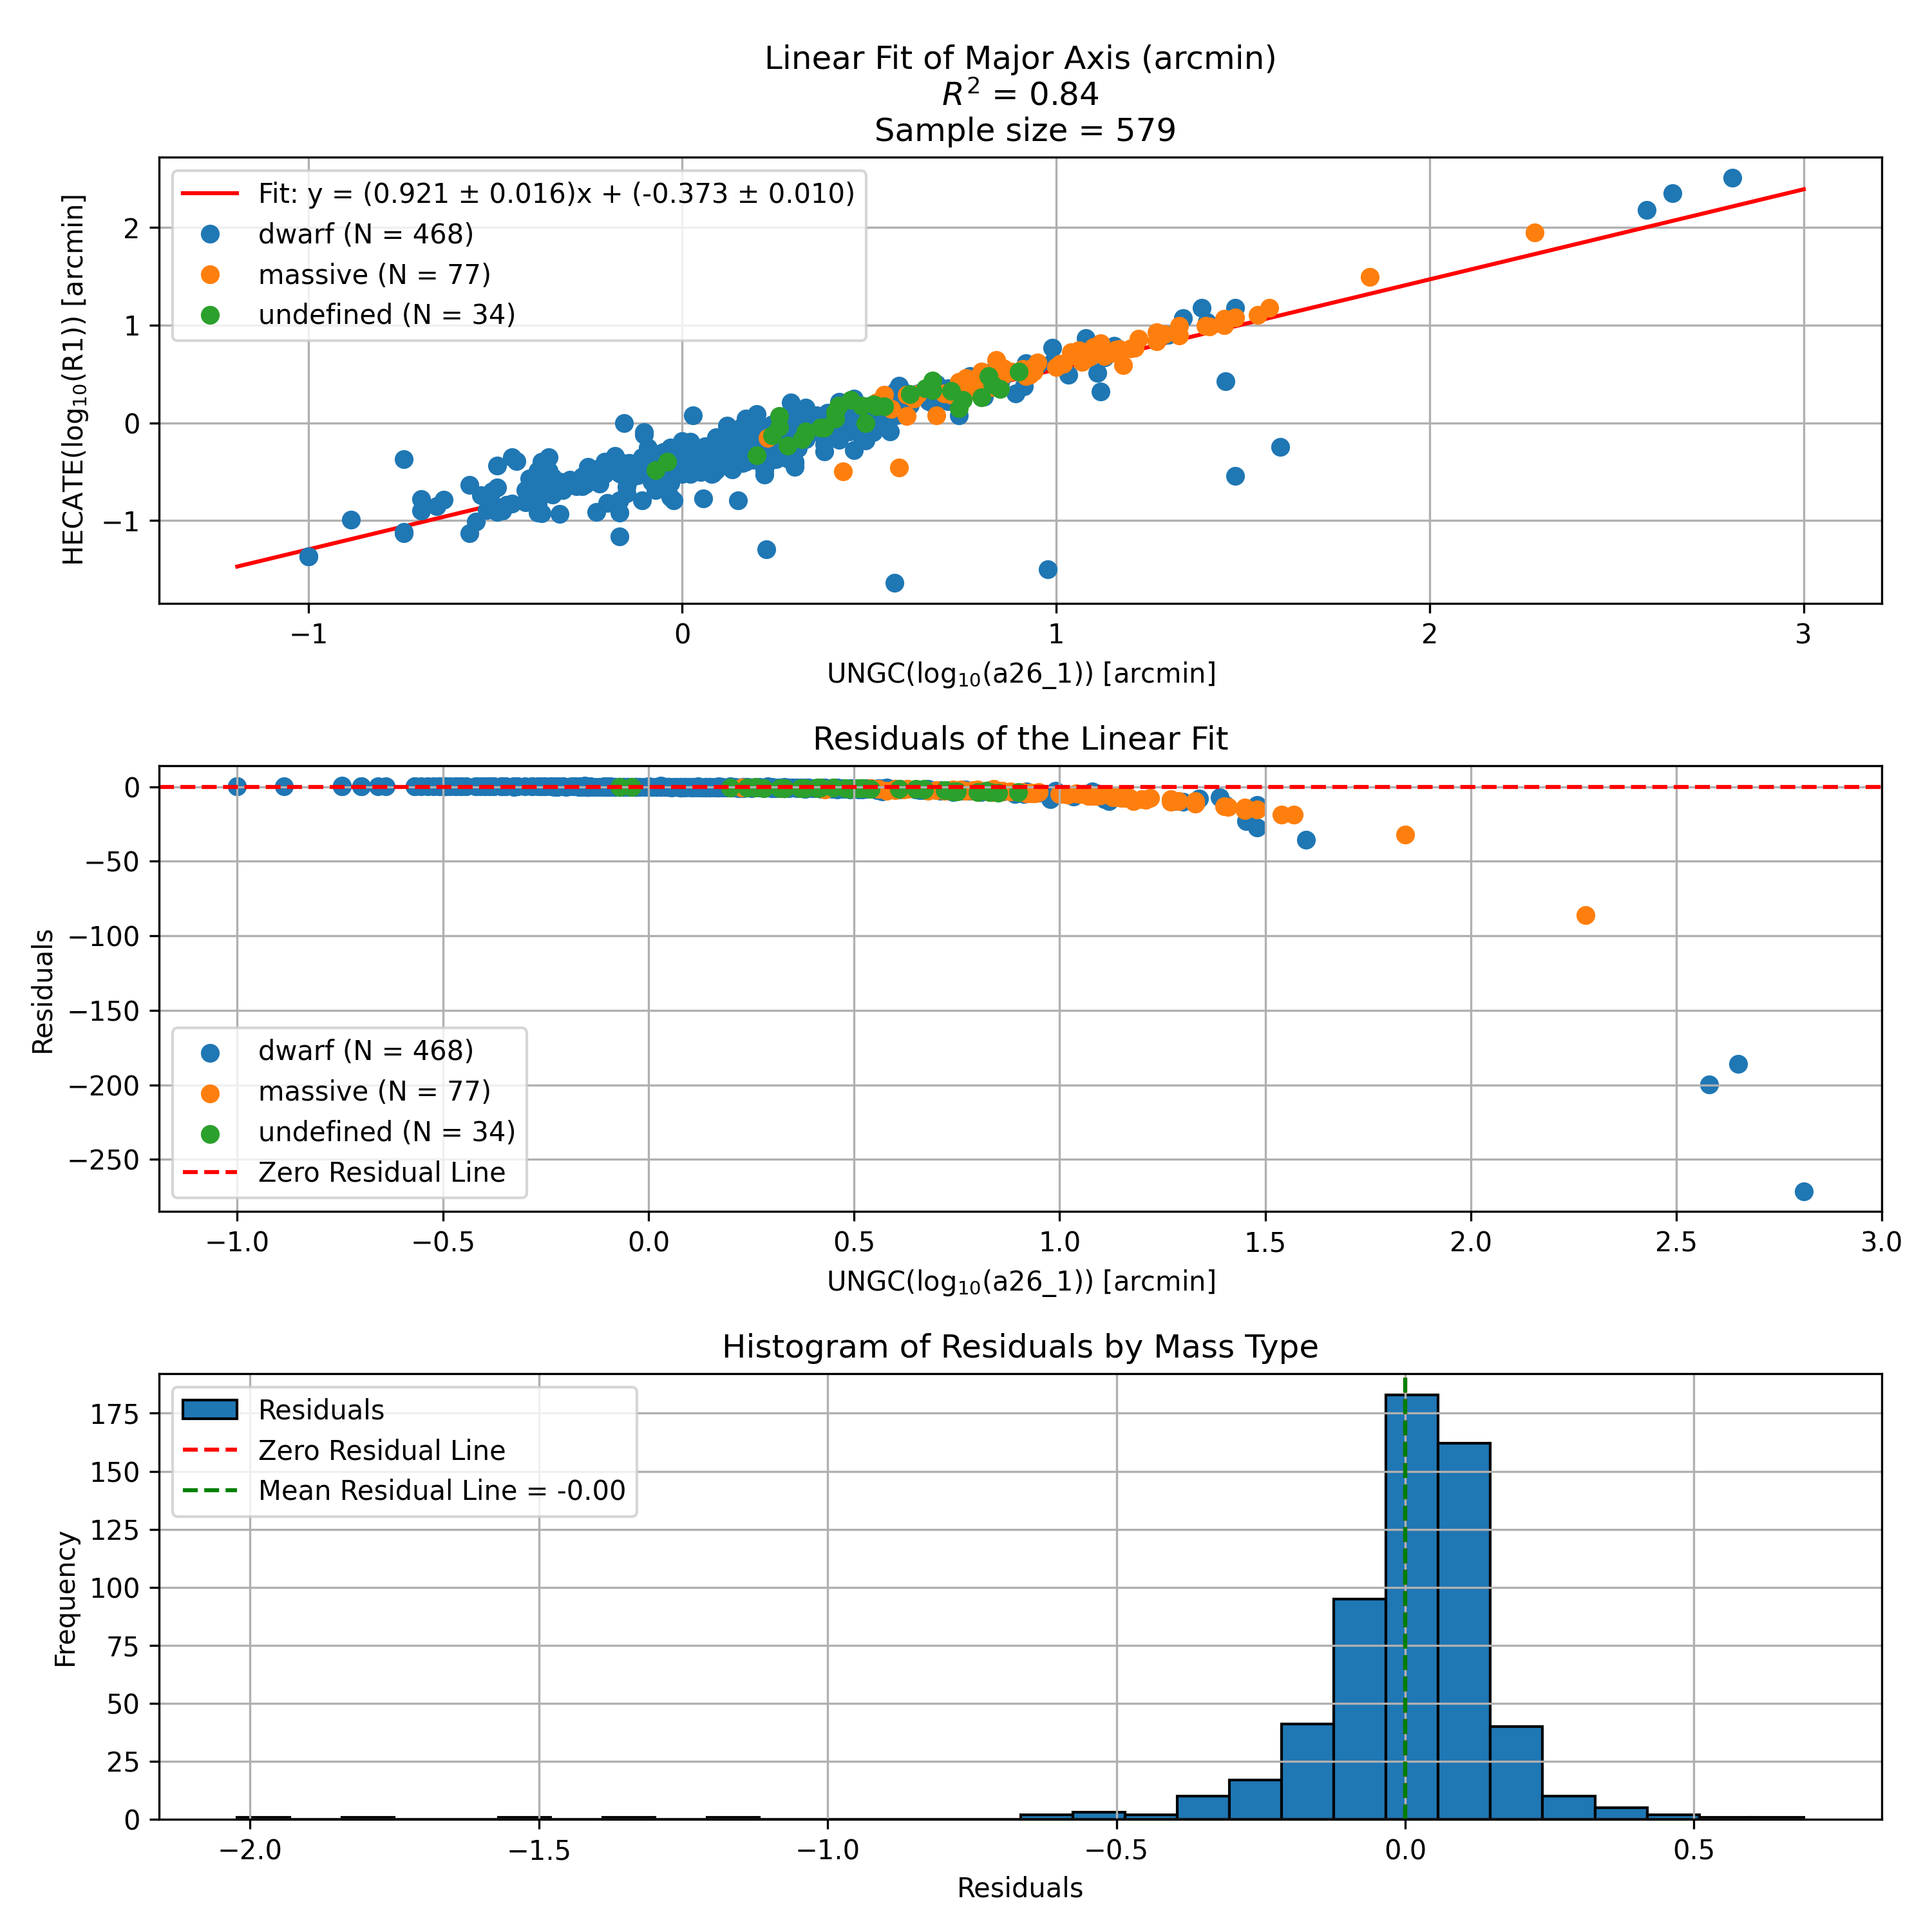 Linear Fit of Major Axis (arcmin)
R² = 0.84
Sample size = 579
Fit: y = (0.921 ± 0.016)x + (-0.373 ± 0.010)
dwarf (N = 468)
massive (N = 77)
undefined (N = 34)
HECATE(log₁₀(R1)) [arcmin]
2
1
0
−1
−1 0 1 2 3
UNGC(log₁₀(a26_1)) [arcmin]
Residuals of the Linear Fit
Residuals
0
−50
−100
−150
−200
−250
dwarf (N = 468)
massive (N = 77)
undefined (N = 34)
Zero Residual Line
−1.0 −0.5 0.0 0.5 1.0 1.5 2.0 2.5 3.0
UNGC(log₁₀(a26_1)) [arcmin]
Histogram of Residuals by Mass Type
Residuals
Zero Residual Line
Mean Residual Line = -0.00
Frequency
175
150
125
100
75
50
25
0
−2.0 −1.5 −1.0 −0.5 0.0 0.5
Residuals